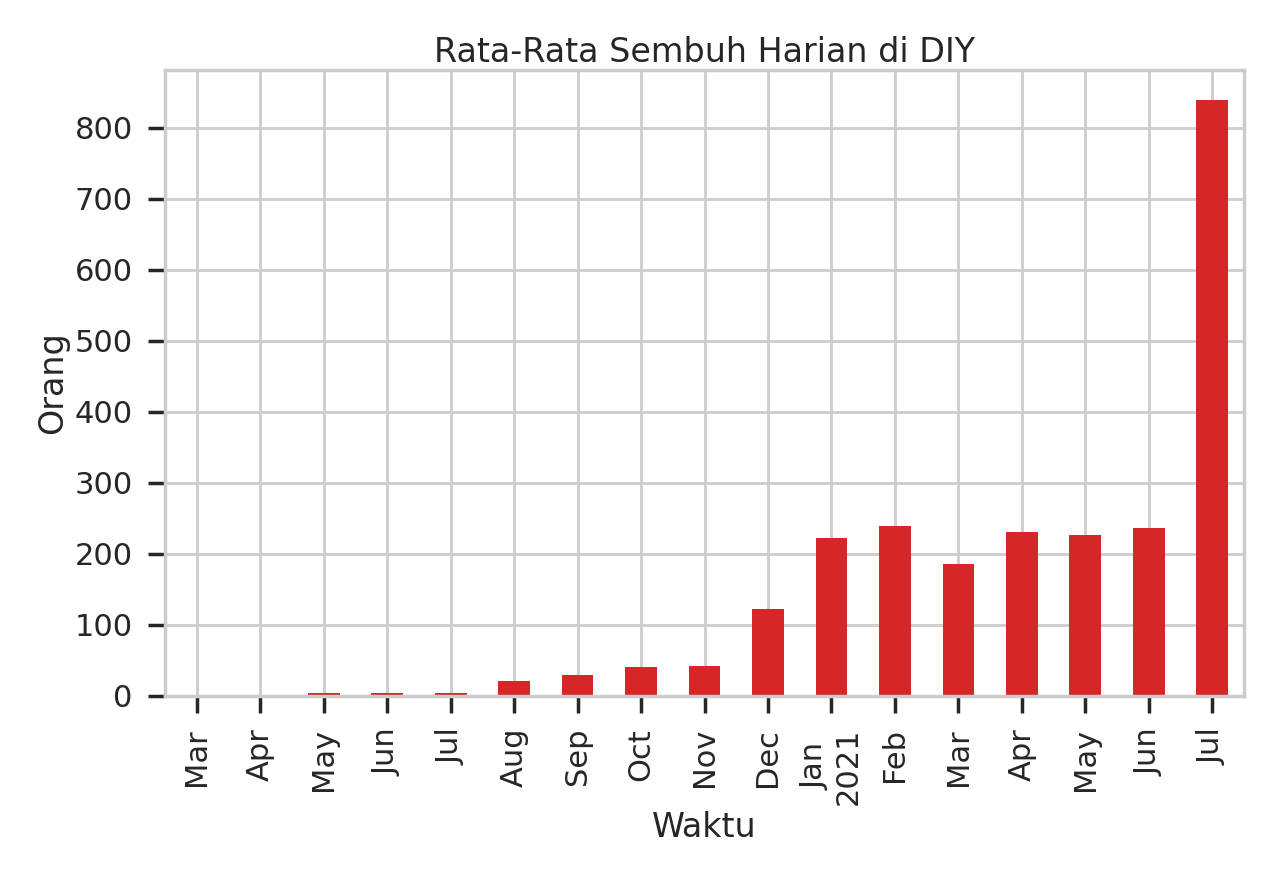 Rata-Rata Sembuh Harian di DIY
Orang
800
700
600
500
400
300
200
100
0
Mar
Apr
May
Jun
Jul
Aug
Sep
Oct
Nov
Dec
Jan
2021
Feb
Mar
Apr
May
Jun
Jul
Waktu